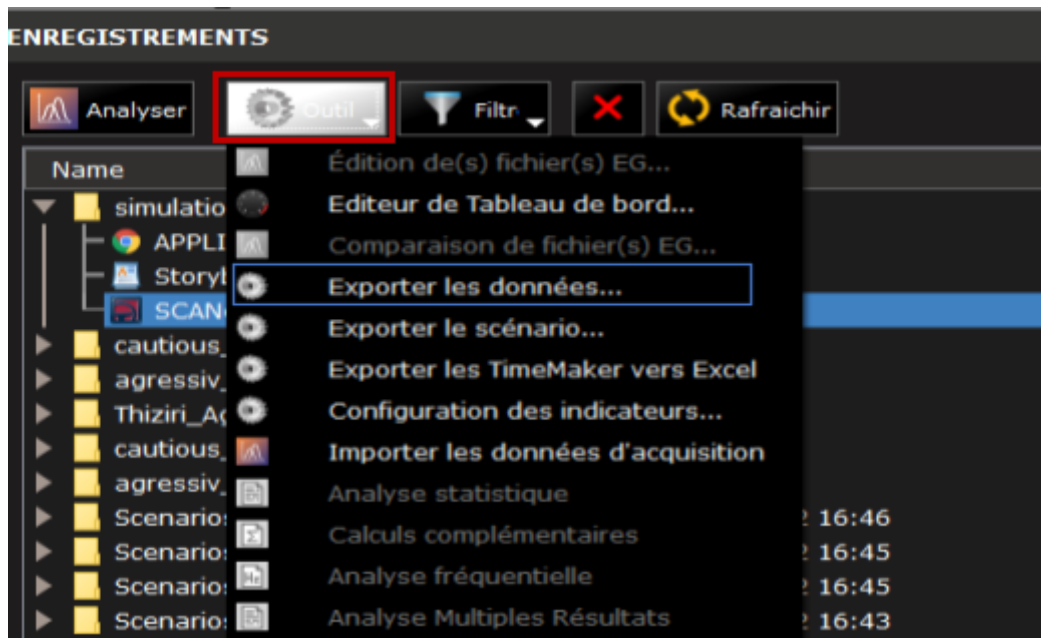 ENREGISTREMENTS
Analyser Outil Filtr Rafraichir
Name
Édition de(s) fichier(s) EG...
simulatio Editeur de Tableau de bord...
APPLI Comparaison de fichier(s) EG...
Story Exporter les données...
SCAN Exporter le scénario...
cautious_ Exporter les TimeMaker vers Excel
agressiv_ Configuration des indicateurs...
Thiziri_Ag
cautious_ Importer les données d'acquisition
agressiv_ Analyse statistique
Scenario 16:46
Calculs complémentaires
Scenario 16:45
Analyse fréquentielle
Scenario 16:45
Scenario Analyse Multiples Résultats 16:43